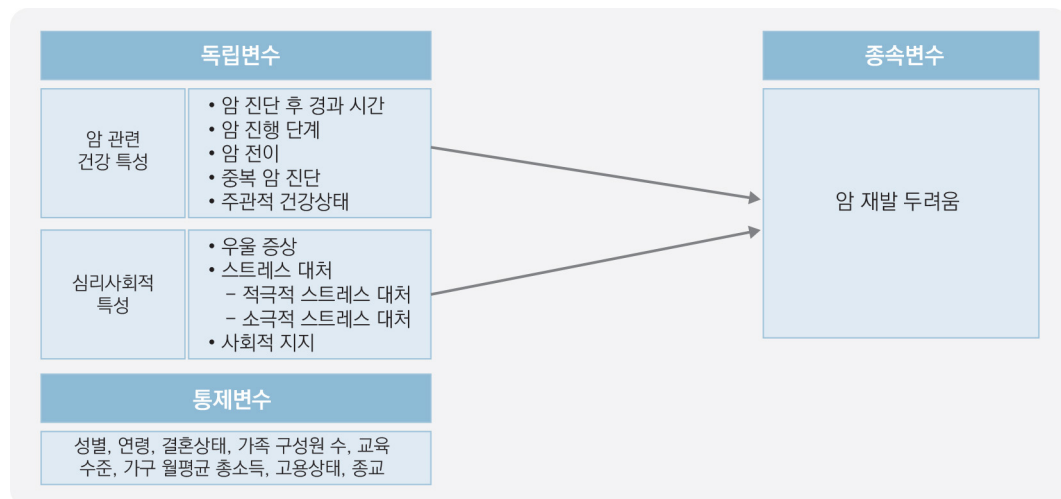 독립변수
암 관련
건강 특성
• 암 진단 후 경과 시간
• 암 진행 단계
• 암 전이
• 중복 암 진단
• 주관적 건강상태
심리사회적
특성
• 우울 증상
• 스트레스 대처
– 적극적 스트레스 대처
– 소극적 스트레스 대처
• 사회적 지지
통제변수
성별, 연령, 결혼상태, 가족 구성원 수, 교육
수준, 가구 월평균 총소득, 고용상태, 종교
종속변수
암 재발 두려움